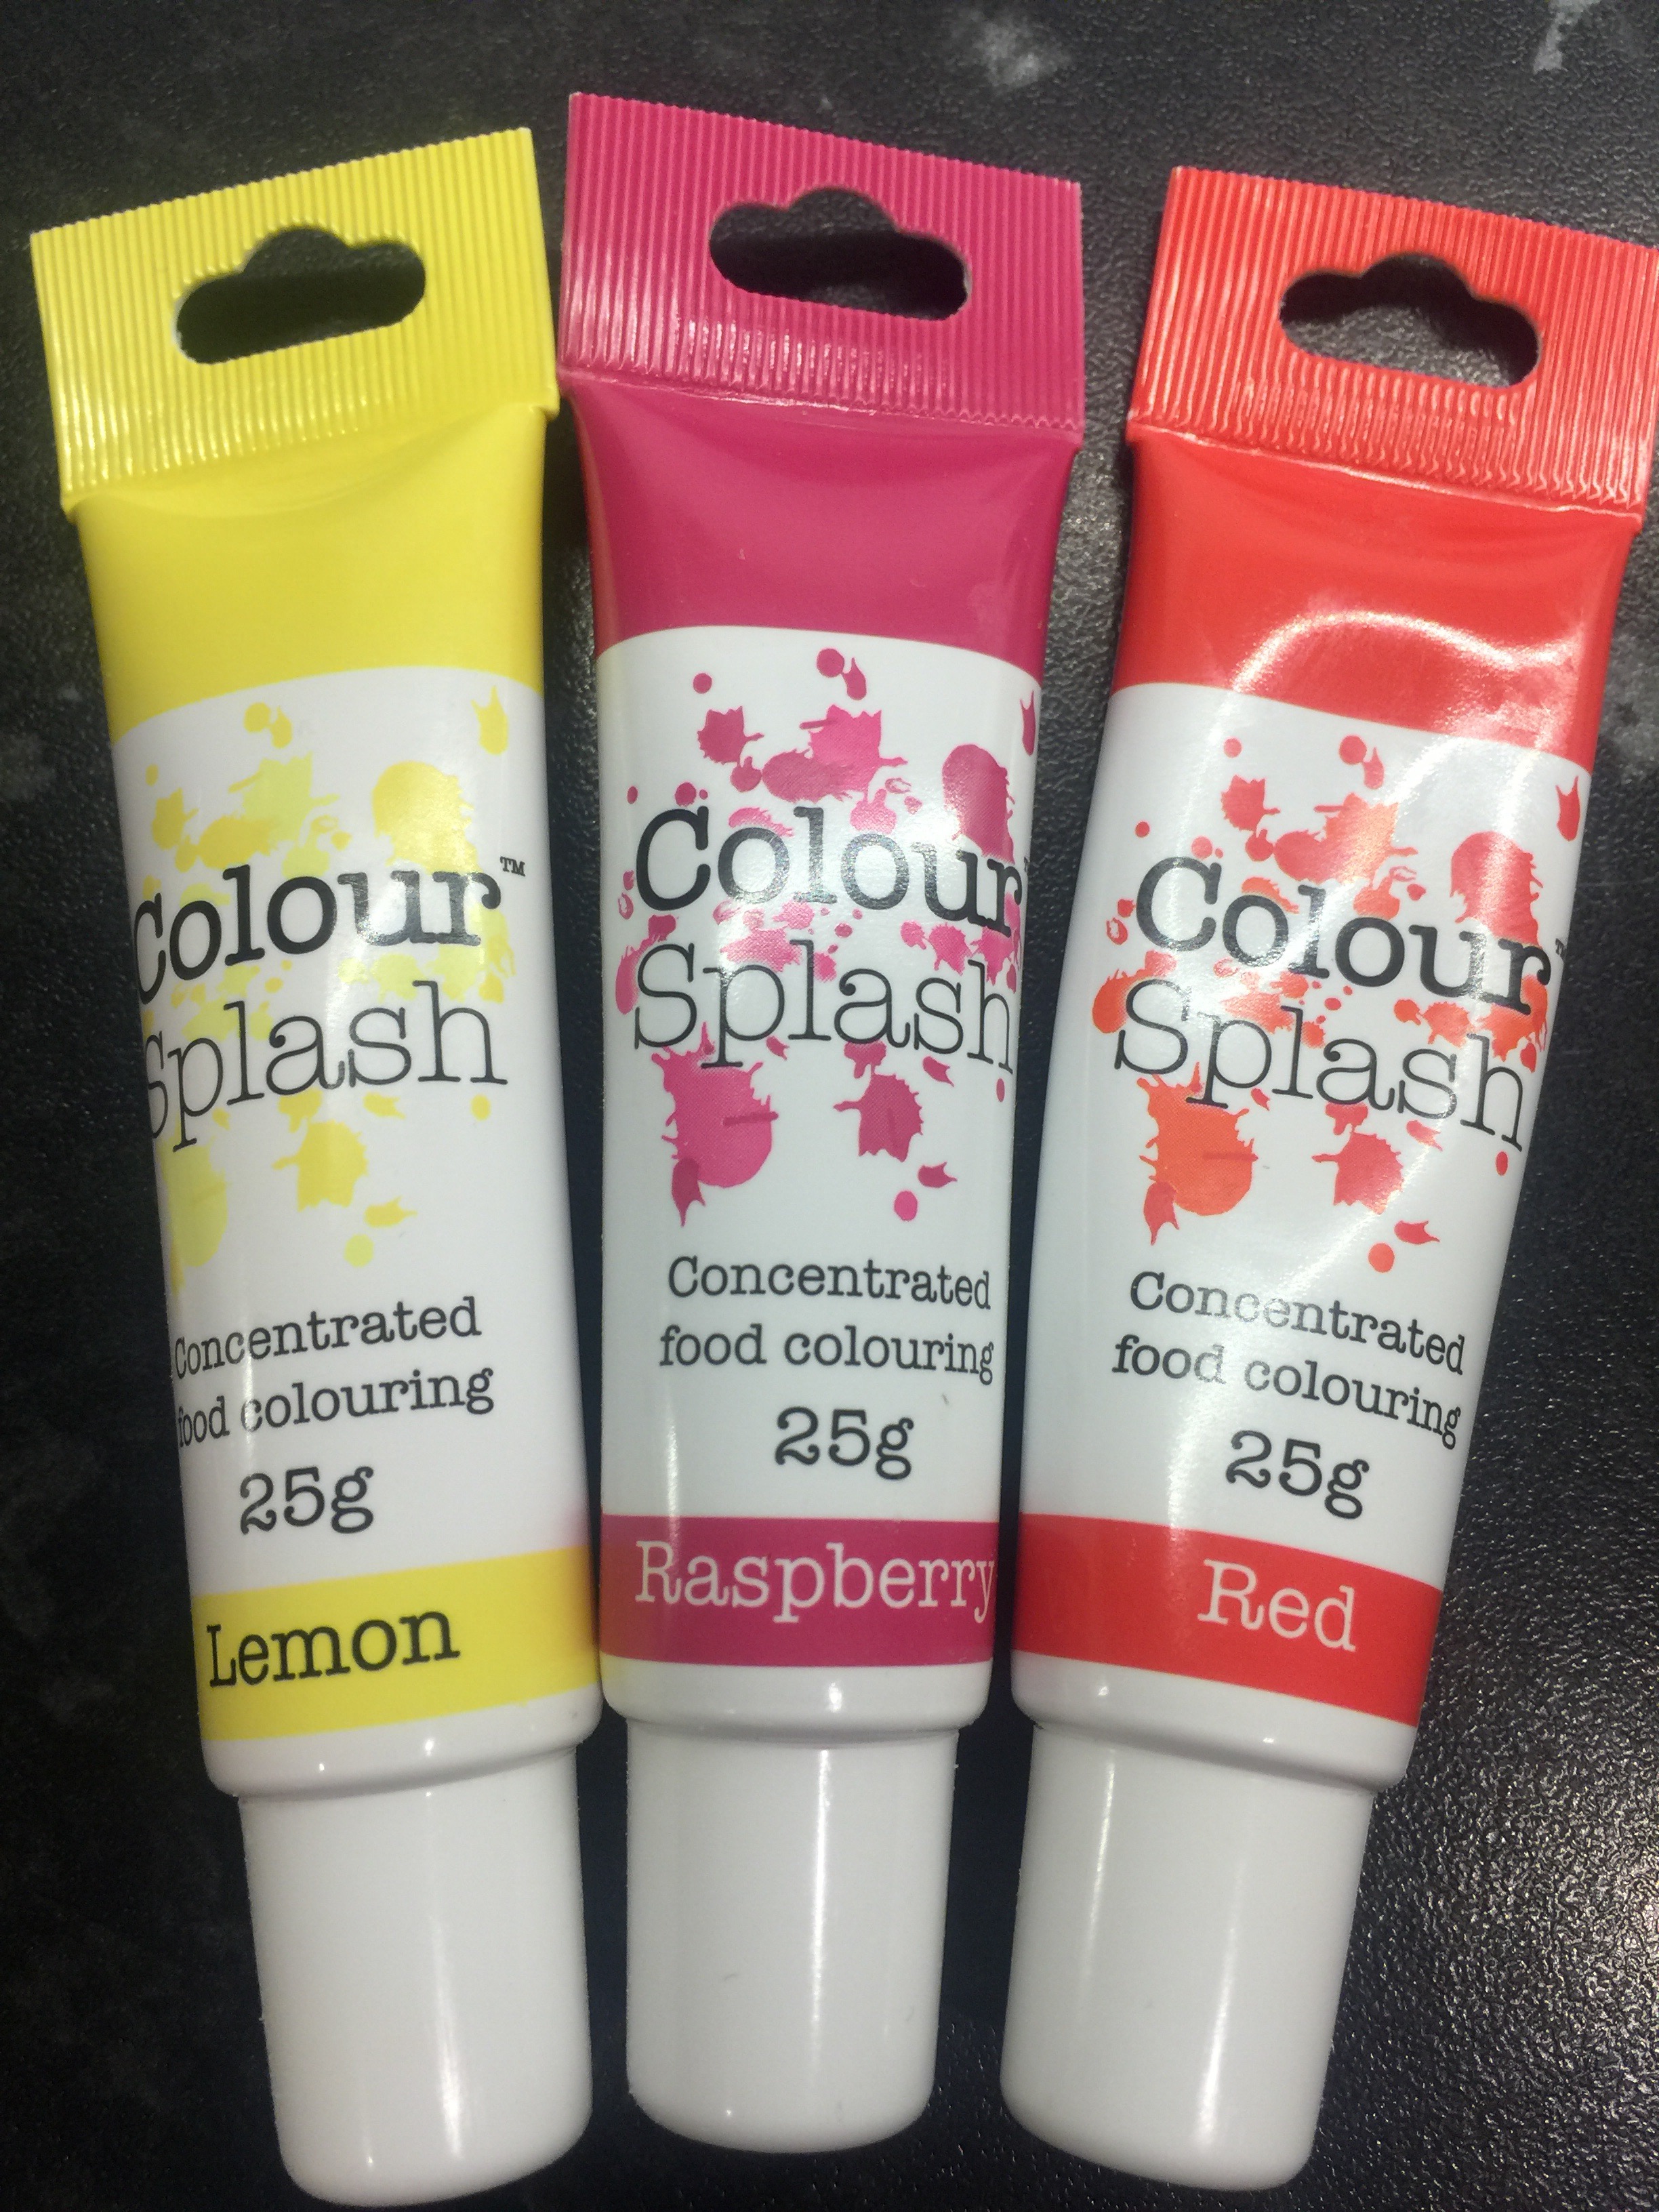 Colour™
Splash
Concentrated
food colouring
25g
Lemon
Colour
Splash
Concentrated
food colouring
25g
Raspberry
Colour™
Splash
Concentrated
food colouring
25g
Red